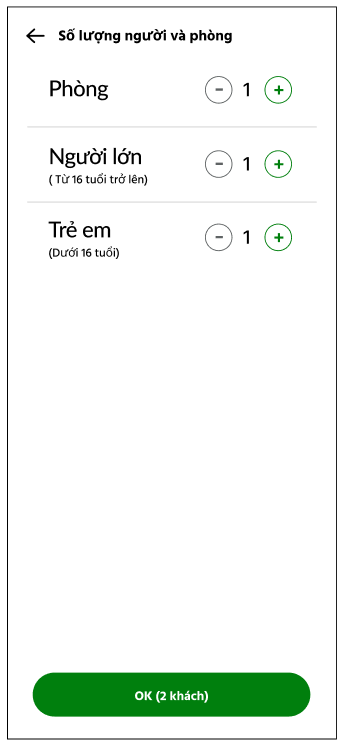 Số lượng người và phòng
Phòng - 1 +
Người lớn - 1 +
( Từ 16 tuổi trở lên)
Trẻ em - 1 +
(Dưới 16 tuổi)
OK (2 khách)